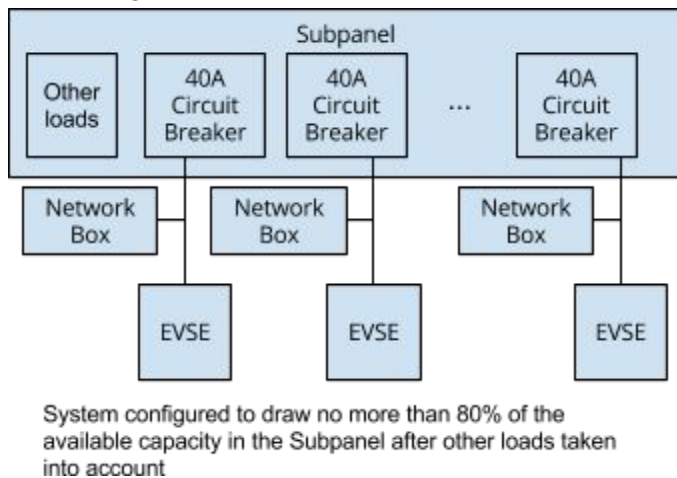 Subpanel
Other
loads
40A
Circuit
Breaker
40A
Circuit
Breaker
...
40A
Circuit
Breaker
Network
Box
Network
Box
Network
Box
EVSE
EVSE
EVSE
System configured to draw no more than 80% of the
available capacity in the Subpanel after other loads taken
into account